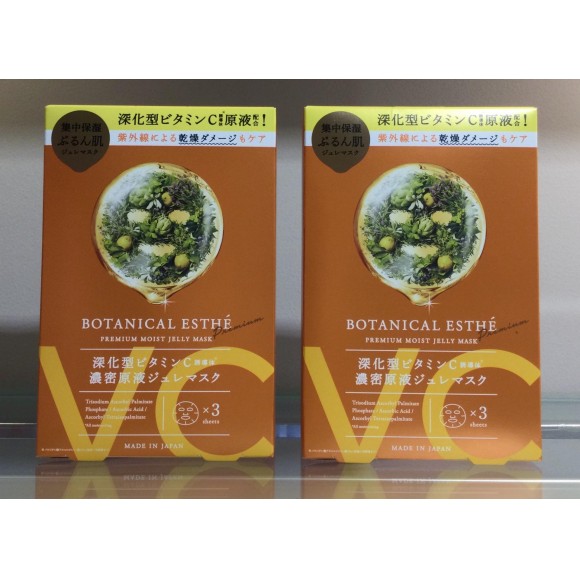 集中保湿
ぷるん肌
ジュレマスク
深化型ビタミンC誘導体原液配合!
紫外線による乾燥ダメージもケア
BOTANICAL ESTHÉ
Premium
PREMIUM MOIST JELLY MASK
VC
深化型ビタミンC誘導体
濃密原液ジュレマスク
Trisodium Ascorbyl Palmitate
Phosphate / Ascorbic Acid /
×3
sheets
MADE IN JAPAN
集中保湿
ぷるん肌
ジュレマスク
深化型ビタミンC誘導体原液配合!
紫外線による乾燥ダメージもケア
BOTANICAL ESTHÉ
Premium
PREMIUM MOIST JELLY MASK
VC
深化型ビタミンC誘導体
濃密原液ジュレマスク
Trisodium Ascorbyl Palmitate
Phosphate / Ascorbic Acid /
×3
sheets
MADE IN JAPAN